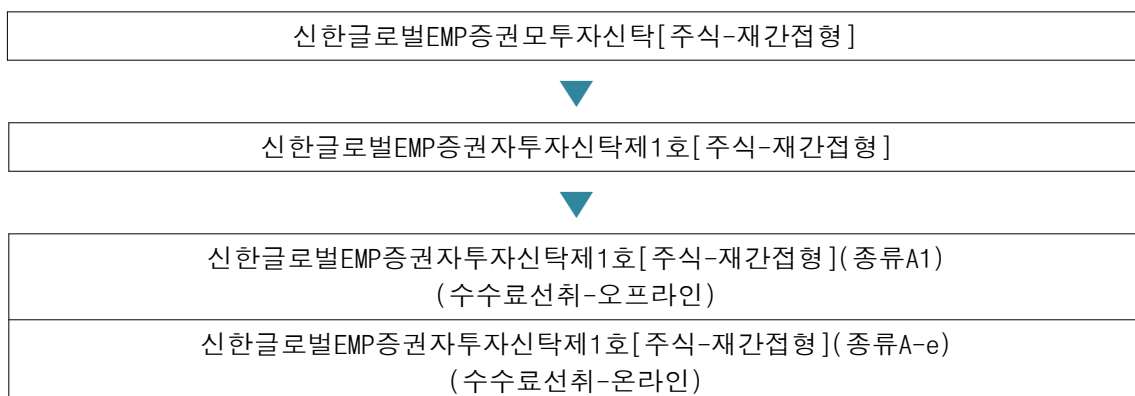 신한글로벌EMP증권모투자신탁[주식-재간접형]
신한글로벌EMP증권자투자신탁제1호[주식-재간접형]
신한글로벌EMP증권자투자신탁제1호[주식-재간접형](종류A1)
(수수료선취-오프라인)
신한글로벌EMP증권자투자신탁제1호[주식-재간접형](종류A-e)
(수수료선취-온라인)